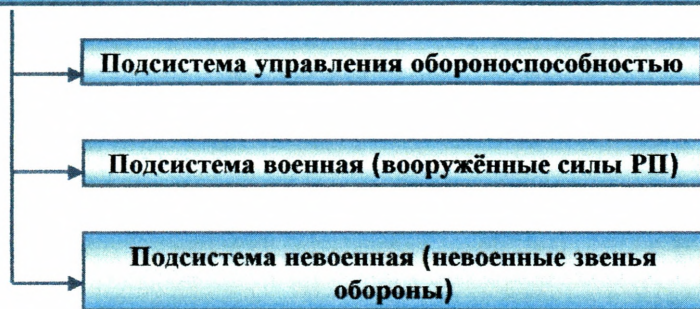 Подсистема управления обороноспособностью
Подсистема военная (вооружённые силы РП)
Подсистема невоенная (невоенные звенья
обороны)